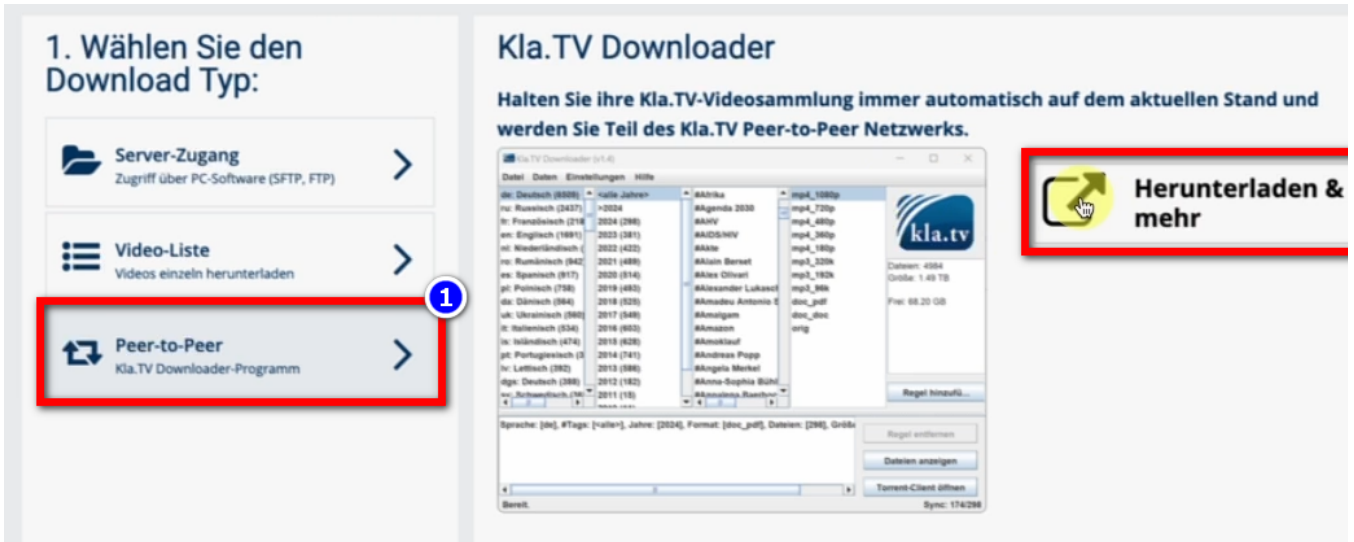 1. Wählen Sie den
Download Typ:
Server-Zugang
Zugriff über PC-Software (SFTP, FTP)
Video-Liste
Videos einzeln herunterladen
1
Peer-to-Peer
Kla.TV Downloader-Programm
Kla.TV Downloader
Halten Sie ihre Kla.TV-Videosammlung immer automatisch auf dem aktuellen Stand und
werden Sie Teil des Kla.TV Peer-to-Peer Netzwerks.
Kla.TV Downloader (v1.4)
Datei Daten Einstellungen Hilfe
de: Deutsch (6509) <alle Jahre> #Afrika mp4_1080p
ru: Russisch (2437) >2024 #Agenda 2030 mp4_720p
fr: Französisch (218 2024 (298) #AHV mp4_480p
en: Englisch (1691) 2023 (381) #AIDS/HIV mp4_360p
nl: Niederländisch ( 2022 (422) #Akte mp4_180p
ro: Rumänisch (942 2021 (489) #Alain Berset mp3_320k
es: Spanisch (917) 2020 (514) #Alex Olivari mp3_192k
pl: Polnisch (758) 2019 (493) #Alexander Lukasch mp3_96k
da: Dänisch (564) 2018 (525) #Amadeu Antonio S doc_pdf
uk: Ukrainisch (560) 2017 (549) #Amalgam doc_doc
it: Italienisch (534) 2016 (603) #Amazon orig
is: Isländisch (474) 2015 (628) #Amoklauf
pt: Portugiesisch (3 2014 (741) #Andreas Popp
lv: Lettisch (392) 2013 (586) #Angela Merkel
dgs: Deutsch (388) 2012 (182) #Anna-Sophia Bühl
2011 (15)
kla.tv
Dateien: 4984
Größe: 1.49 TB
Frei: 68.20 GB
Regel hinzufü...
Sprache: [de], #Tags: [<alle>], Jahre: [2024], Format: [doc_pdf], Dateien: [298], Größe
Regel entfernen
Dateien anzeigen
Torrent-Client öffnen
Bereit. Sync: 174/298
Herunterladen &
mehr